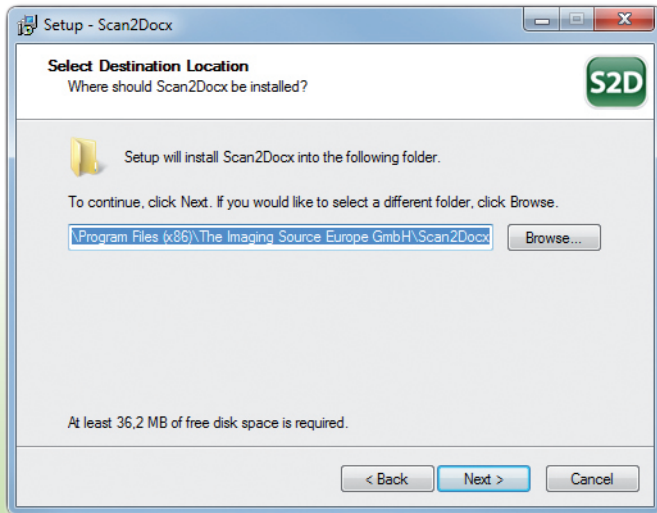 Setup - Scan2Docx
Select Destination Location
Where should Scan2Docx be installed?
S2D
Setup will install Scan2Docx into the following folder.
To continue, click Next. If you would like to select a different folder, click Browse.
\Program Files (x86)\The Imaging Source Europe GmbH\Scan2Docx
Browse...
At least 36,2 MB of free disk space is required.
< Back
Next >
Cancel